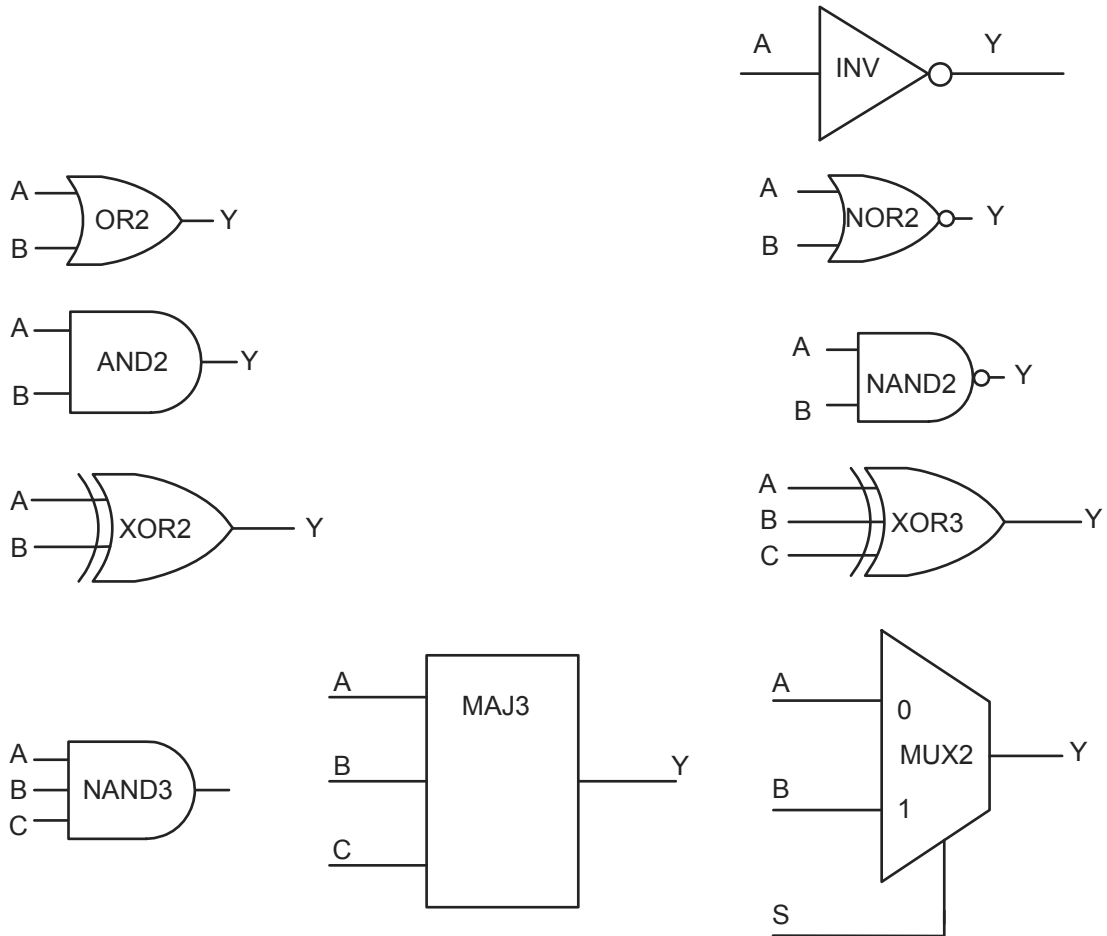 A INV Y
A
OR2 Y
B
A
NOR2 Y
B
A
AND2 Y
B
A
NAND2 Y
B
A
XOR2 Y
B
A
B XOR3 Y
C
A
B NAND3
C
A
MAJ3
B Y
C
A
0
MUX2 Y
B
1
S